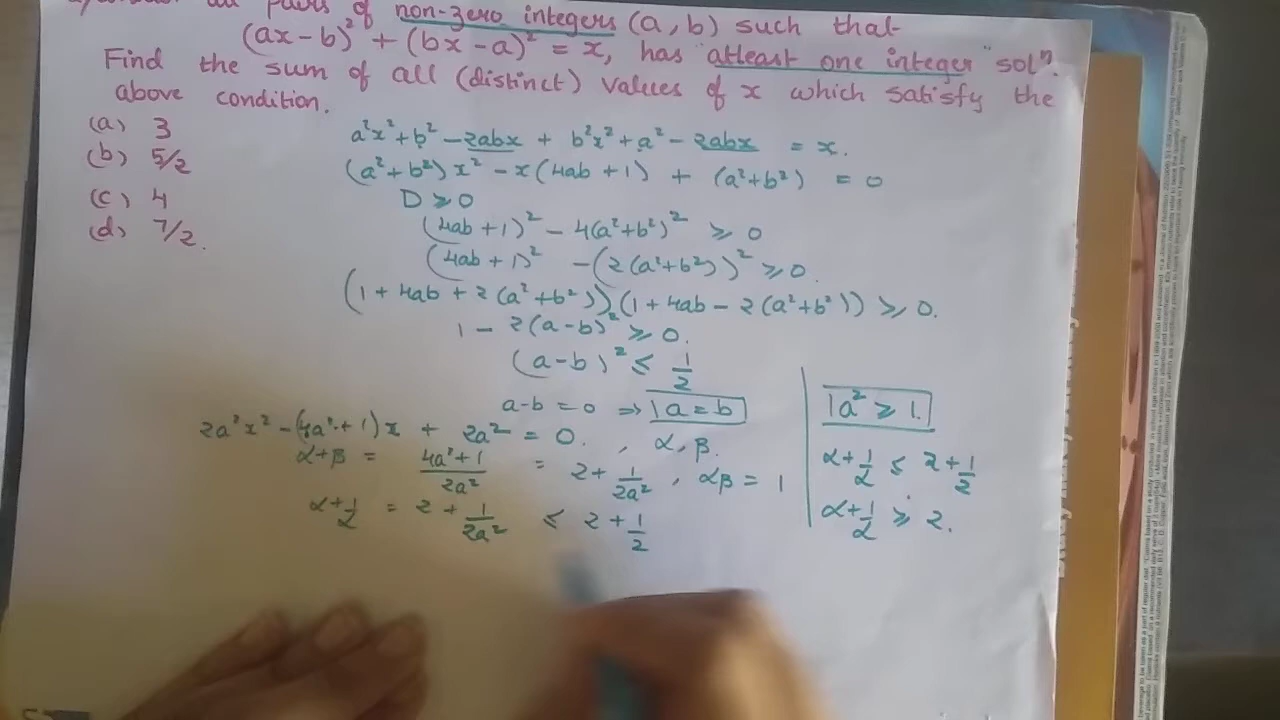 all pairs of non-zero integers (a, b) such that
(ax-b)² + (bx-a)² = x, has "atleast one integer" solⁿ.
Find the sum of all (distinct) values of x which satisfy the
above condition.
(a) 3
(b) 5/2
(c) 4
(d) 7/2.
a²x² + b² - 2abx + b²x² + a² - 2abx = x.
(a²+b²) x² - x(4ab+1) + (a²+b²) = 0
D ≥ 0
(4ab+1)² - 4(a²+b²)² ≥ 0
(4ab+1)² - (2(a²+b²))² ≥ 0.
(1+4ab+2(a²+b²))(1+4ab-2(a²+b²)) ≥ 0.
1 - 2(a-b)² ≥ 0.
(a-b)² ≤ 1/2
a-b = 0 ⇒ a = b
2a²x² - (4a²+1)x + 2a² = 0. , α, β.
α+β = 4a²+1/2a² = 2+1/2a² , αβ = 1
α+1/α = 2+1/2a² ≤ 2+1/2
a² ≥ 1.
α+1/α ≤ 2+1/2
α+1/α ≥ 2.